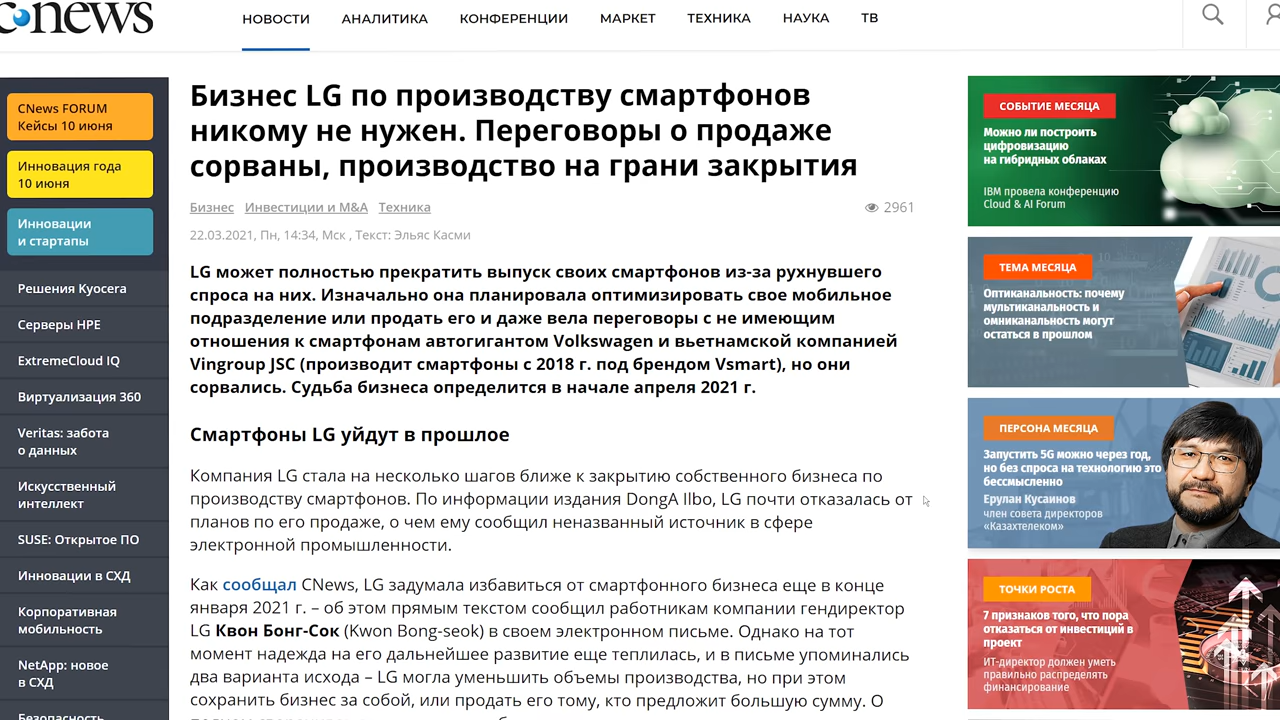 cnews
НОВОСТИ
АНАЛИТИКА
КОНФЕРЕНЦИИ
МАРКЕТ
ТЕХНИКА
НАУКА
ТВ
CNews FORUM
Кейсы 10 июня
Инновация года
10 июня
Инновации
и стартапы
Решения Kyocera
Серверы HPE
ExtremeCloud IQ
Виртуализация 360
Veritas: забота
о данных
Искусственный
интеллект
SUSE: Открытое ПО
Инновации в СХД
Корпоративная
мобильность
NetApp: новое
в СХД
Безопасность
Бизнес LG по производству смартфонов
никому не нужен. Переговоры о продаже
сорваны, производство на грани закрытия
Бизнес Инвестиции и M&A Техника
2961
22.03.2021, Пн, 14:34, Мск , Текст: Эльяс Касми
LG может полностью прекратить выпуск своих смартфонов из-за рухнувшего
спроса на них. Изначально она планировала оптимизировать свое мобильное
подразделение или продать его и даже вела переговоры с не имеющим
отношения к смартфонам автогигантом Volkswagen и вьетнамской компанией
Vingroup JSC (производит смартфоны с 2018 г. под брендом Vsmart), но они
сорвались. Судьба бизнеса определится в начале апреля 2021 г.
Смартфоны LG уйдут в прошлое
Компания LG стала на несколько шагов ближе к закрытию собственного бизнеса по
производству смартфонов. По информации издания DongA Ilbo, LG почти отказалась от
планов по его продаже, о чем ему сообщил неназванный источник в сфере
электронной промышленности.
Как сообщал CNews, LG задумала избавиться от смартфонного бизнеса еще в конце
января 2021 г. – об этом прямым текстом сообщил работникам компании гендиректор
LG Квон Бонг-Сок (Kwon Bong-seok) в своем электронном письме. Однако на тот
момент надежда на его дальнейшее развитие еще теплилась, и в письме упоминались
два варианта исхода – LG могла уменьшить объемы производства, но при этом
сохранить бизнес за собой, или продать его тому, кто предложит большую сумму. О
СОБЫТИЕ МЕСЯЦА
Можно ли построить
цифровизацию
на гибридных облаках
IBM провела конференцию
Cloud & AI Forum
ТЕМА МЕСЯЦА
Оптиканальность: почему
мультиканальность и
омниканальность могут
остаться в прошлом
ПЕРСОНА МЕСЯЦА
Запустить 5G можно через год,
но без спроса на технологию это
бессмысленно
Ерулан Кусаинов
член совета директоров
«Казахтелеком»
ТОЧКИ РОСТА
7 признаков того, что пора
отказаться от инвестиций в
проект
ИТ-директор должен уметь
правильно распределять
финансирование